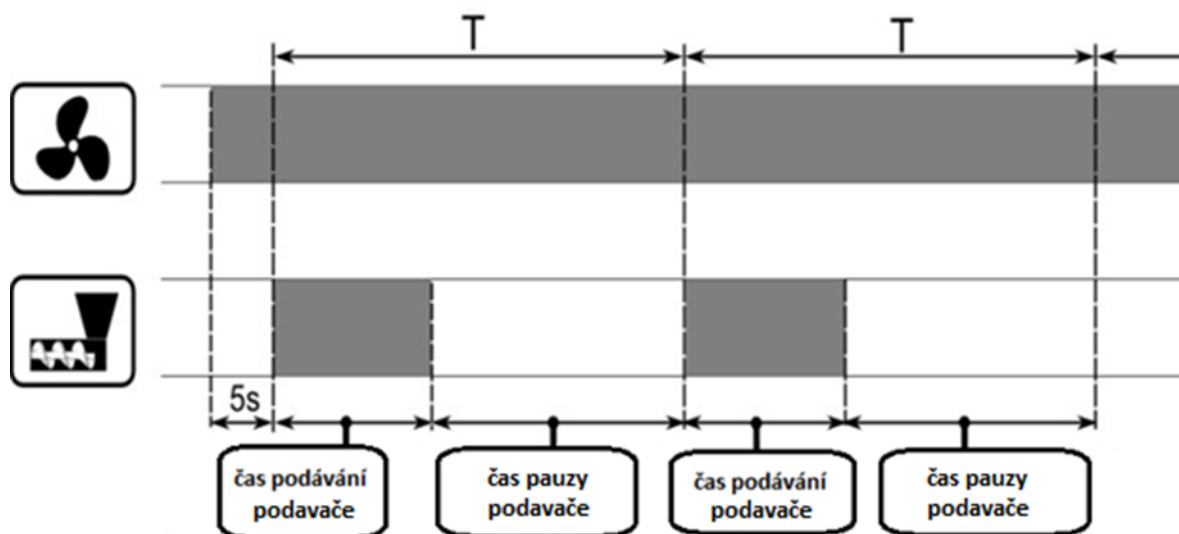 T
T
5s
čas podávání
podavače
čas pauzy
podavače
čas podávání
podavače
čas pauzy
podavače